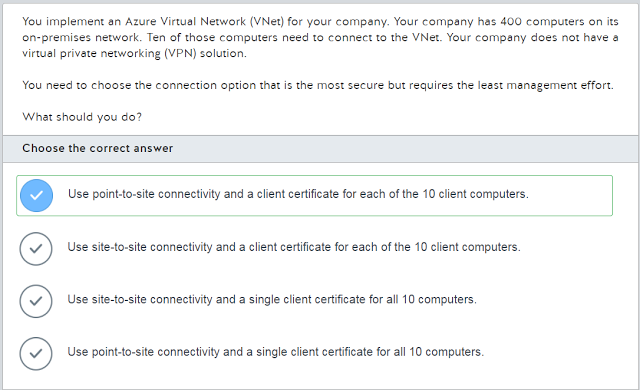 You implement an Azure Virtual Network (VNet) for your company. Your company has 400 computers on its
on-premises network. Ten of those computers need to connect to the VNet. Your company does not have a
virtual private networking (VPN) solution.
You need to choose the connection option that is the most secure but requires the least management effort.
What should you do?
Choose the correct answer
Use point-to-site connectivity and a client certificate for each of the 10 client computers.
Use site-to-site connectivity and a client certificate for each of the 10 client computers.
Use site-to-site connectivity and a single client certificate for all 10 computers.
Use point-to-site connectivity and a single client certificate for all 10 computers.